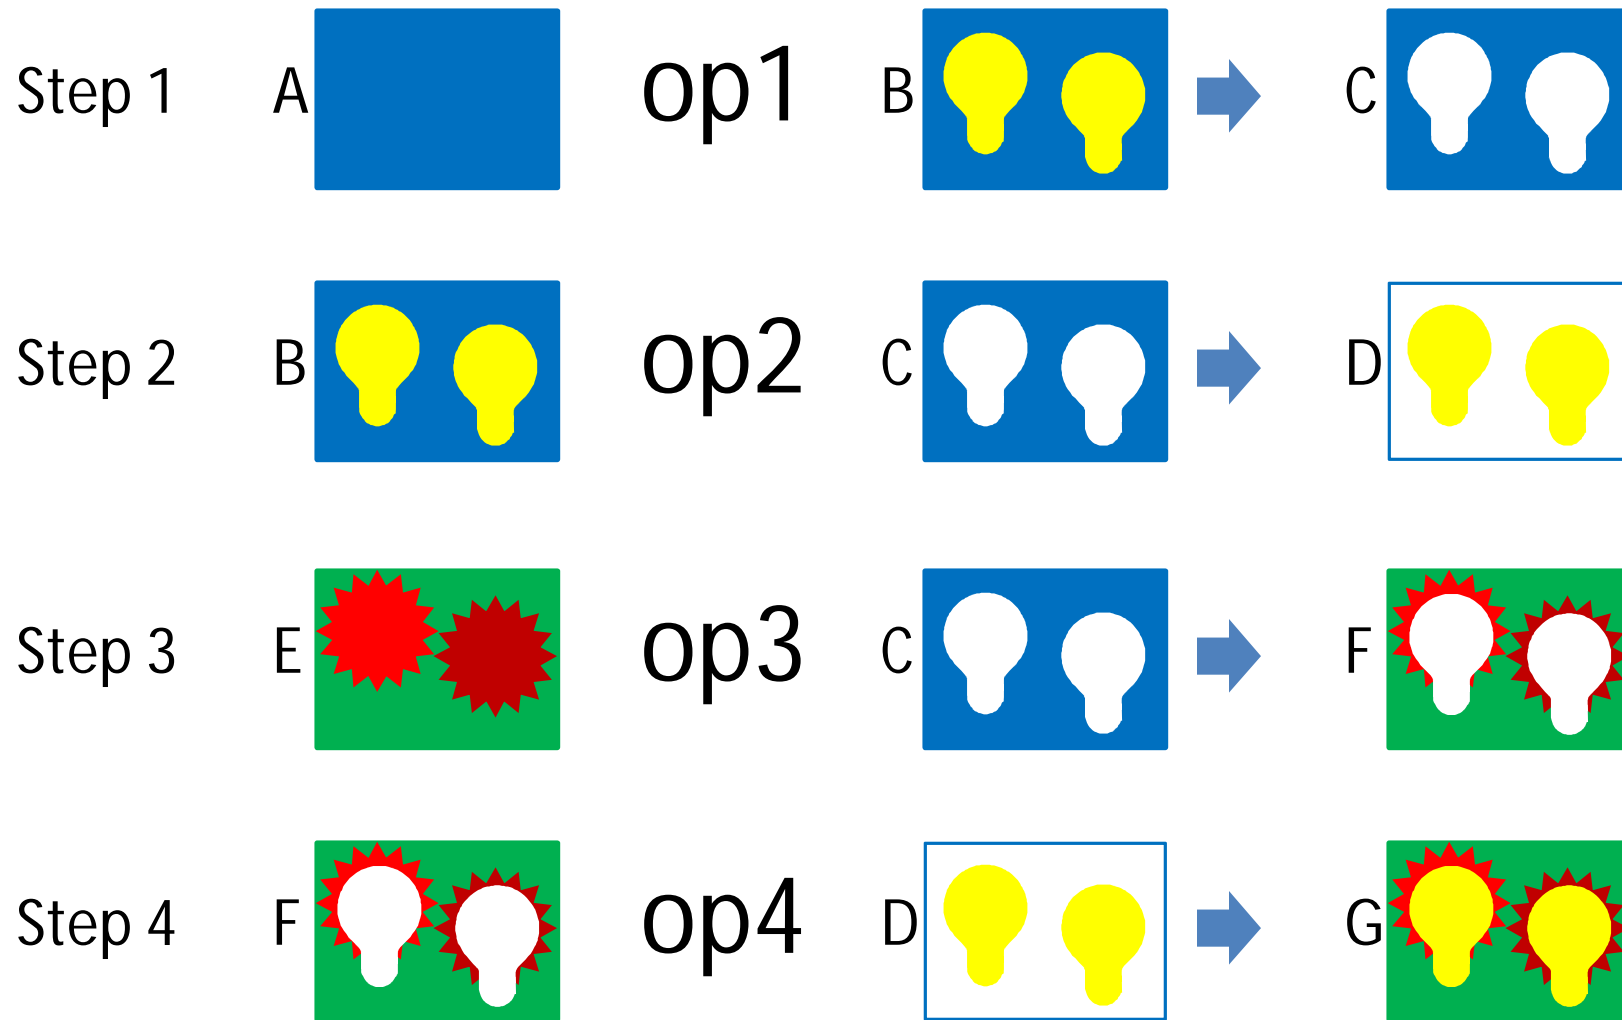 Step 1 A op1 B C
Step 2 B op2 C D
Step 3 E op3 C F
Step 4 F op4 D G